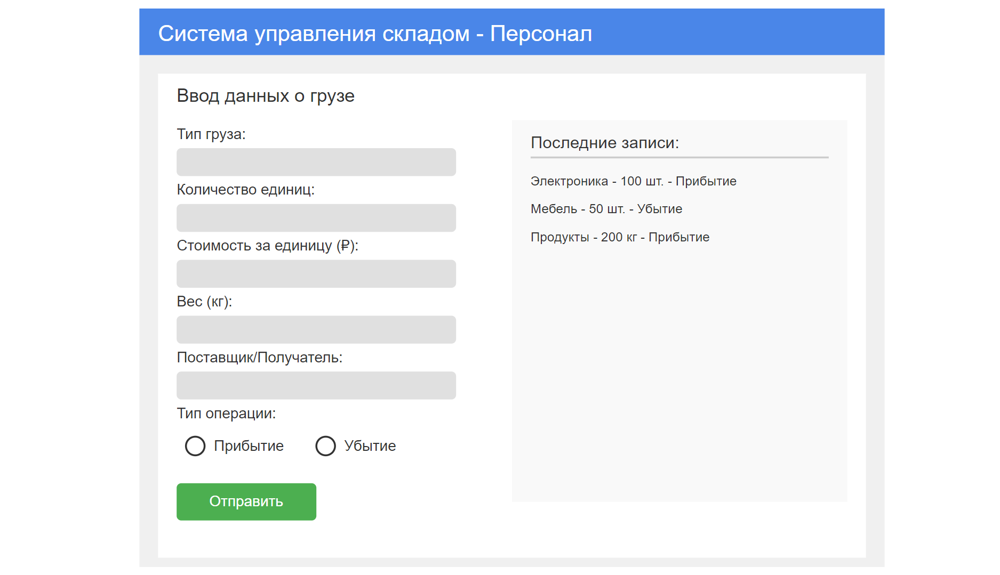 Система управления складом - Персонал
Ввод данных о грузе
Тип груза:
Количество единиц:
Стоимость за единицу (₽):
Вес (кг):
Поставщик/Получатель:
Тип операции:
Прибытие
Убытие
Отправить
Последние записи:
Электроника - 100 шт. - Прибытие
Мебель - 50 шт. - Убытие
Продукты - 200 кг - Прибытие